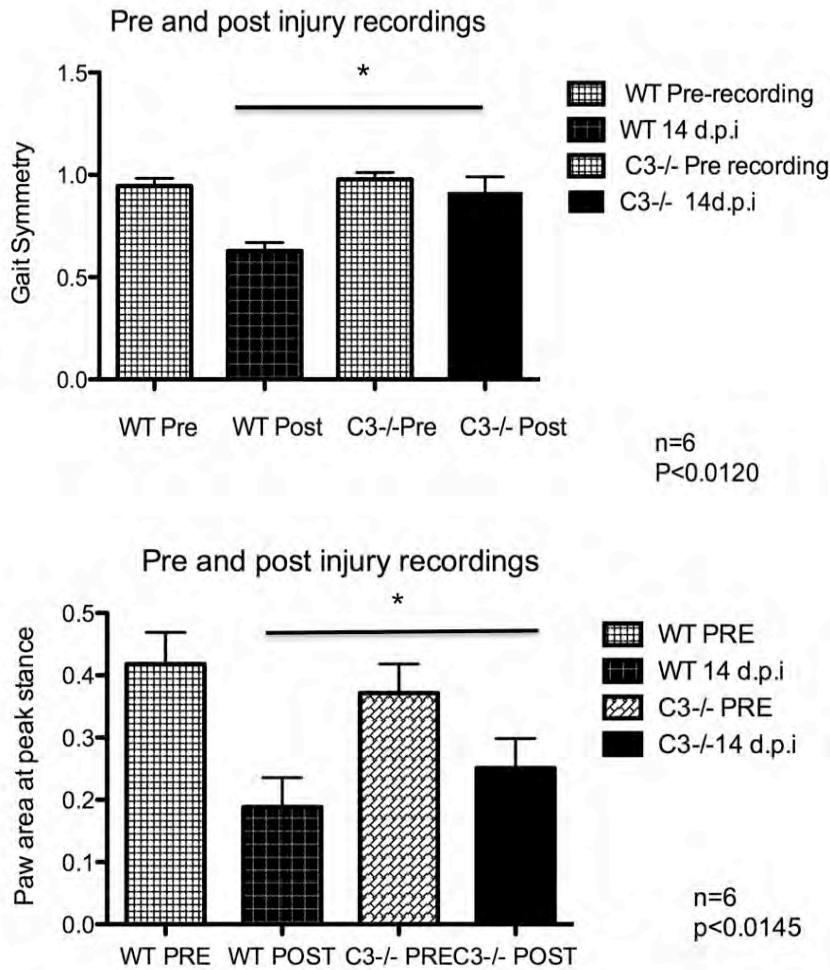 Pre and post injury recordings
*
1.5
1.0
0.5
0.0
Gait Symmetry
WT Pre
WT Post
C3-/-Pre
C3-/- Post
WT Pre-recording
WT 14 d.p.i
C3-/- Pre recording
C3-/- 14d.p.i
n=6
P<0.0120
Pre and post injury recordings
*
0.5
0.4
0.3
0.2
0.1
0.0
Paw area at peak stance
WT PRE
WT POST
C3-/- PRE
C3-/- POST
WT PRE
WT 14 d.p.i
C3-/- PRE
C3-/-14 d.p.i
n=6
p<0.0145